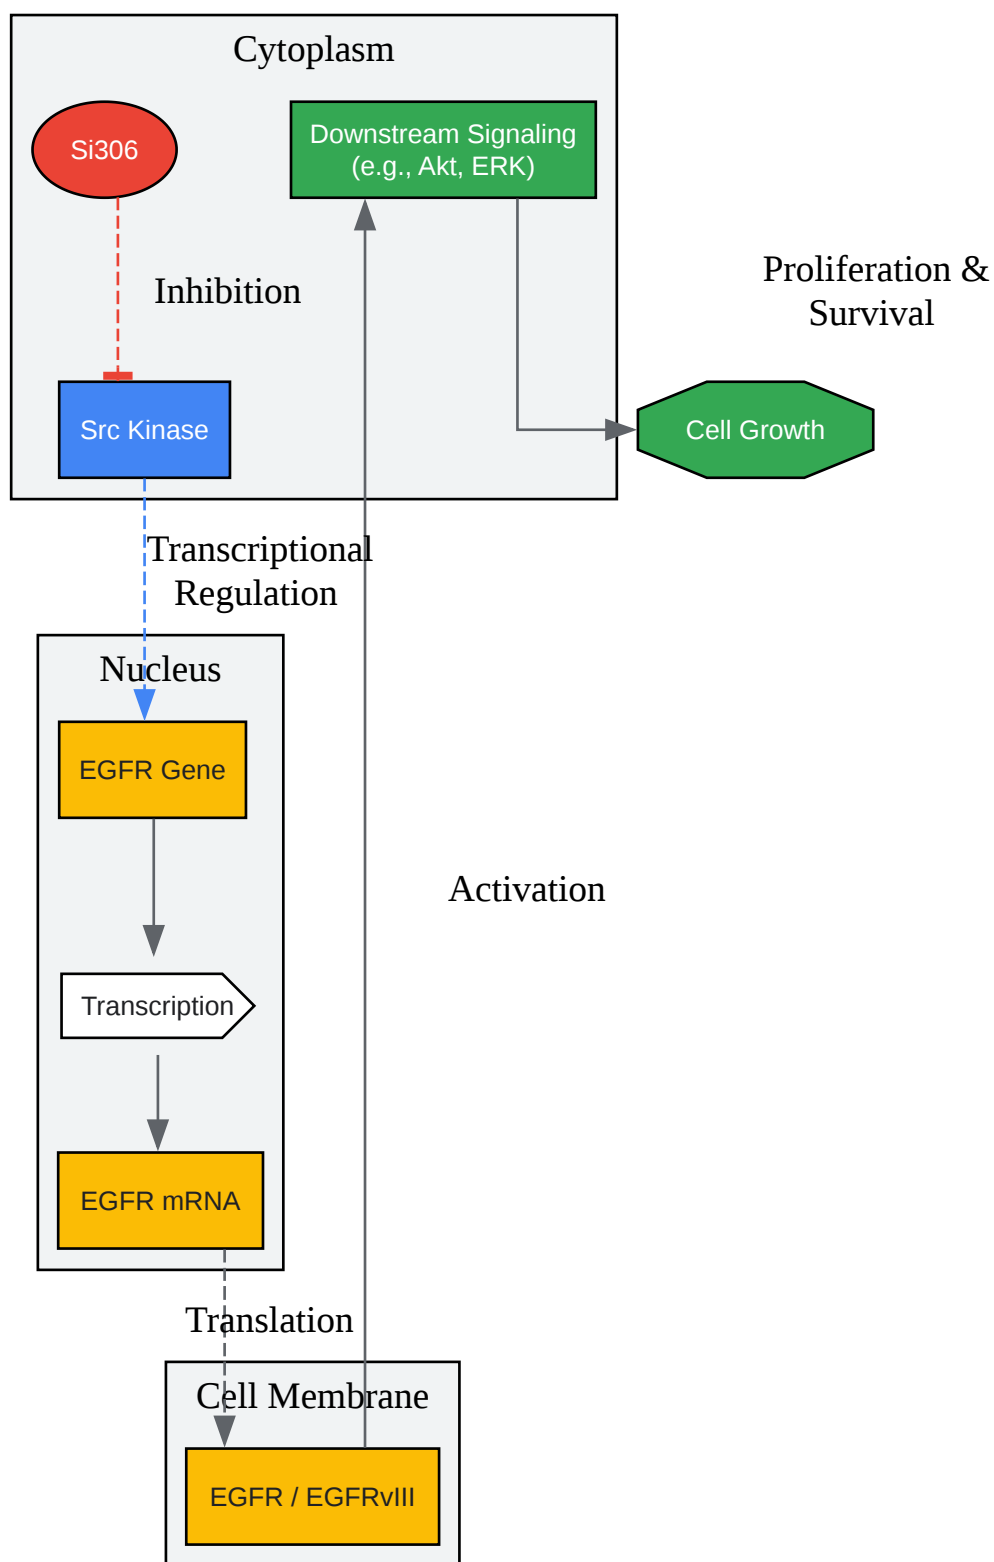 Cytoplasm
Si306
Downstream Signaling
(e.g., Akt, ERK)
Inhibition
Proliferation &
Survival
Src Kinase
Cell Growth
Transcriptional
Regulation
Nucleus
EGFR Gene
Activation
Transcription
EGFR mRNA
Translation
Cell Membrane
EGFR / EGFRvIII